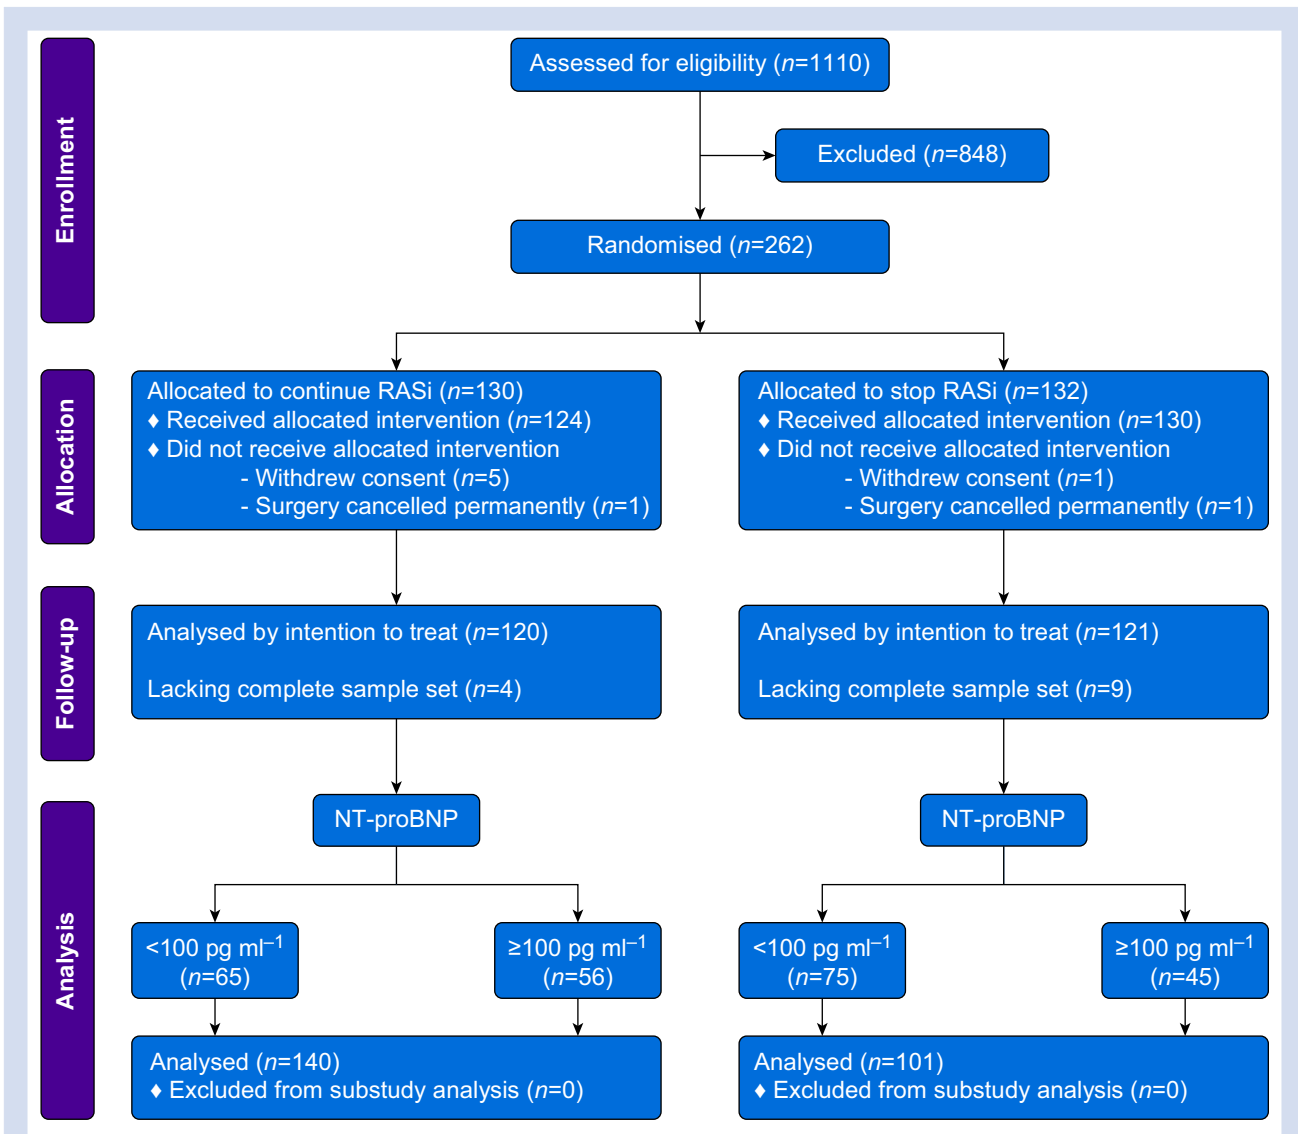 Enrollment
Assessed for eligibility (n=1110)
Excluded (n=848)
Randomised (n=262)
Allocation
Allocated to continue RASi (n=130)
♦ Received allocated intervention (n=124)
♦ Did not receive allocated intervention
- Withdrew consent (n=5)
- Surgery cancelled permanently (n=1)
Allocated to stop RASi (n=132)
♦ Received allocated intervention (n=130)
♦ Did not receive allocated intervention
- Withdrew consent (n=1)
- Surgery cancelled permanently (n=1)
Follow-up
Analysed by intention to treat (n=120)
Lacking complete sample set (n=4)
Analysed by intention to treat (n=121)
Lacking complete sample set (n=9)
Analysis
NT-proBNP
NT-proBNP
<100 pg ml⁻¹
(n=65)
≥100 pg ml⁻¹
(n=56)
<100 pg ml⁻¹
(n=75)
≥100 pg ml⁻¹
(n=45)
Analysed (n=140)
♦ Excluded from substudy analysis (n=0)
Analysed (n=101)
♦ Excluded from substudy analysis (n=0)